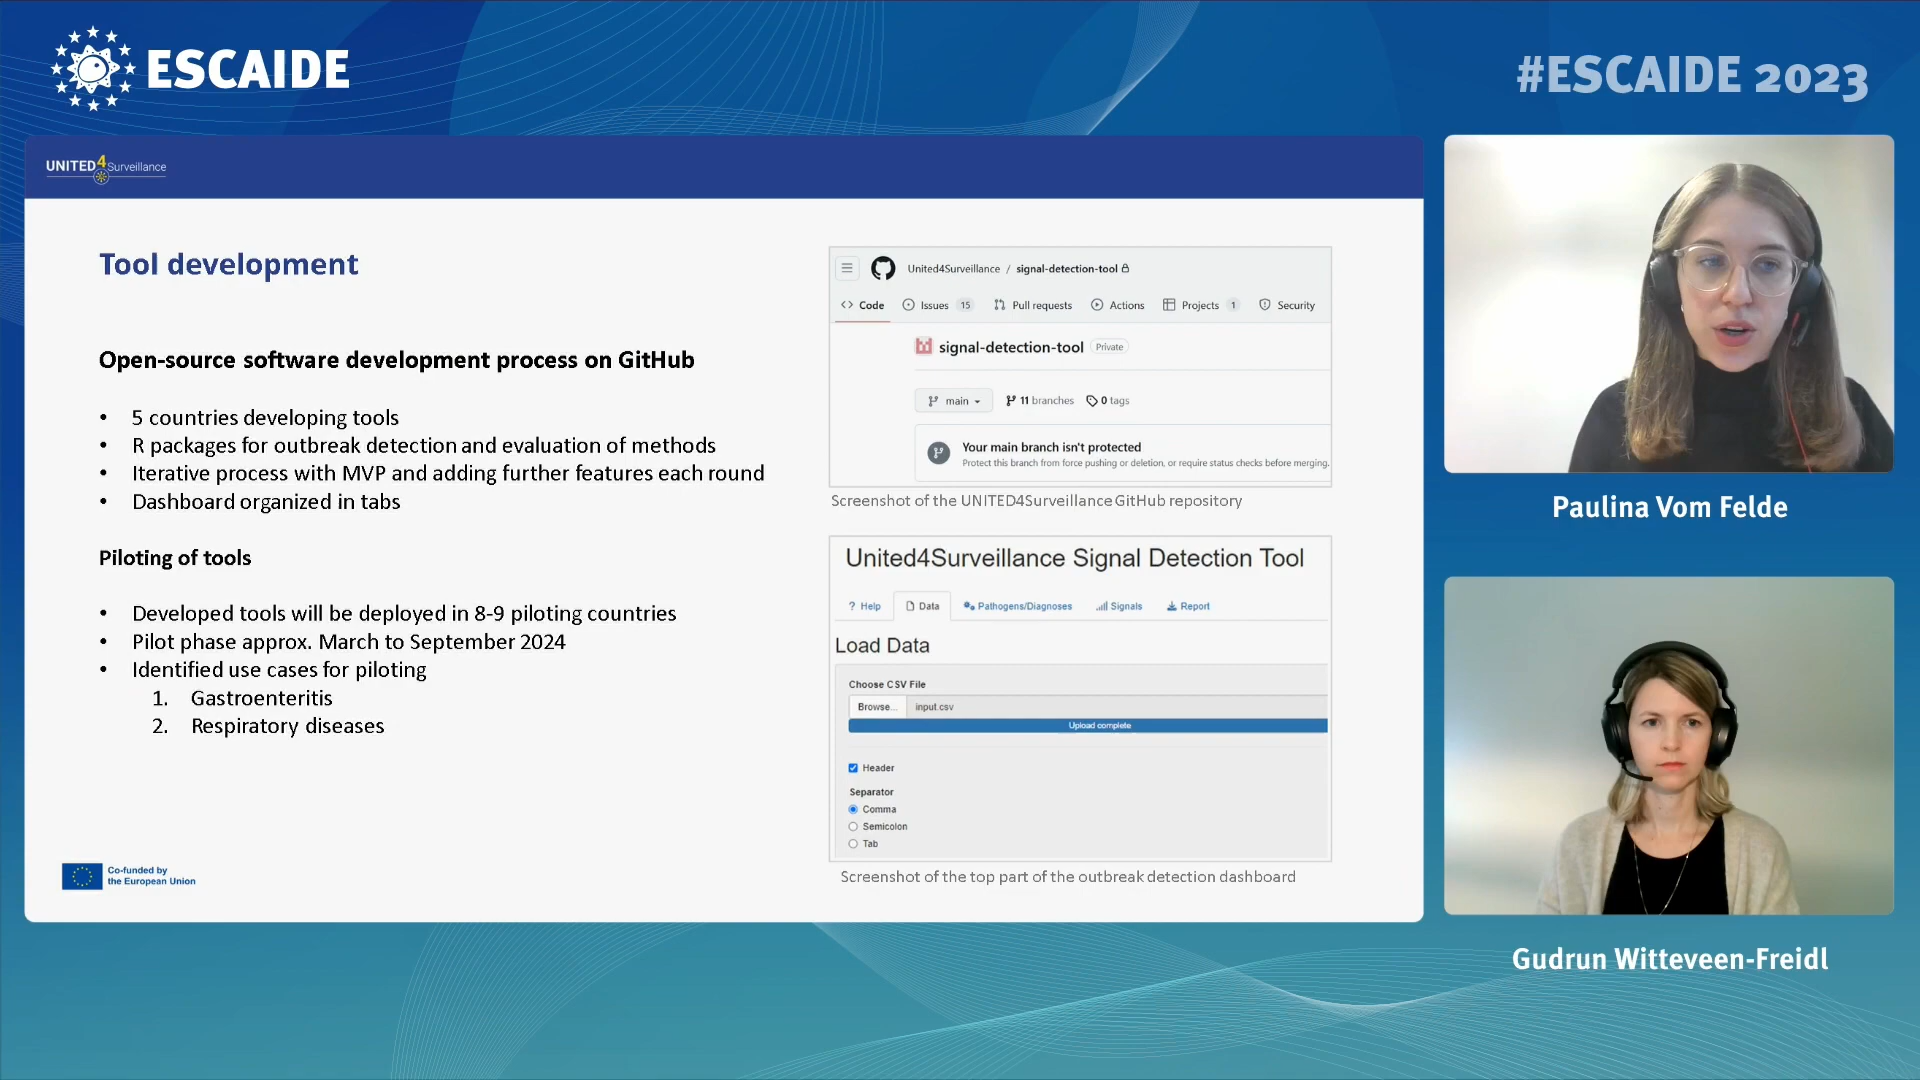 ESCAIDE
#ESCAIDE 2023
UNITED4Surveillance
Tool development
Open-source software development process on GitHub
• 5 countries developing tools
• R packages for outbreak detection and evaluation of methods
• Iterative process with MVP and adding further features each round
• Dashboard organized in tabs
Piloting of tools
• Developed tools will be deployed in 8-9 piloting countries
• Pilot phase approx. March to September 2024
• Identified use cases for piloting
1. Gastroenteritis
2. Respiratory diseases
Co-funded by
the European Union
United4Surveillance / signal-detection-tool
Code Issues 15 Pull requests Actions Projects 1 Security
signal-detection-tool Private
main 11 branches 0 tags
Your main branch isn't protected
Protect this branch from force pushing or deletion, or require status checks before merging.
Screenshot of the UNITED4Surveillance GitHub repository
United4Surveillance Signal Detection Tool
? Help Data Pathogens/Diagnoses Signals Report
Load Data
Choose CSV File
Browse... input.csv
Upload complete
Header
Separator
Comma
Semicolon
Tab
Screenshot of the top part of the outbreak detection dashboard
Paulina Vom Felde
Gudrun Witteveen-Freidl